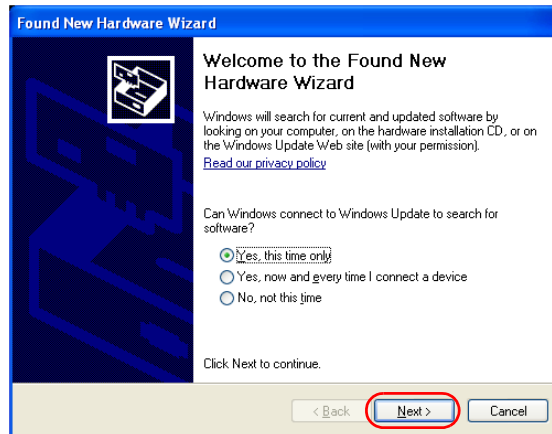 Found New Hardware Wizard
Welcome to the Found New
Hardware Wizard
Windows will search for current and updated software by
looking on your computer, on the hardware installation CD, or on
the Windows Update Web site (with your permission).
Read our privacy policy
Can Windows connect to Windows Update to search for
software?
Yes, this time only
Yes, now and every time I connect a device
No, not this time
Click Next to continue.
< Back Next > Cancel